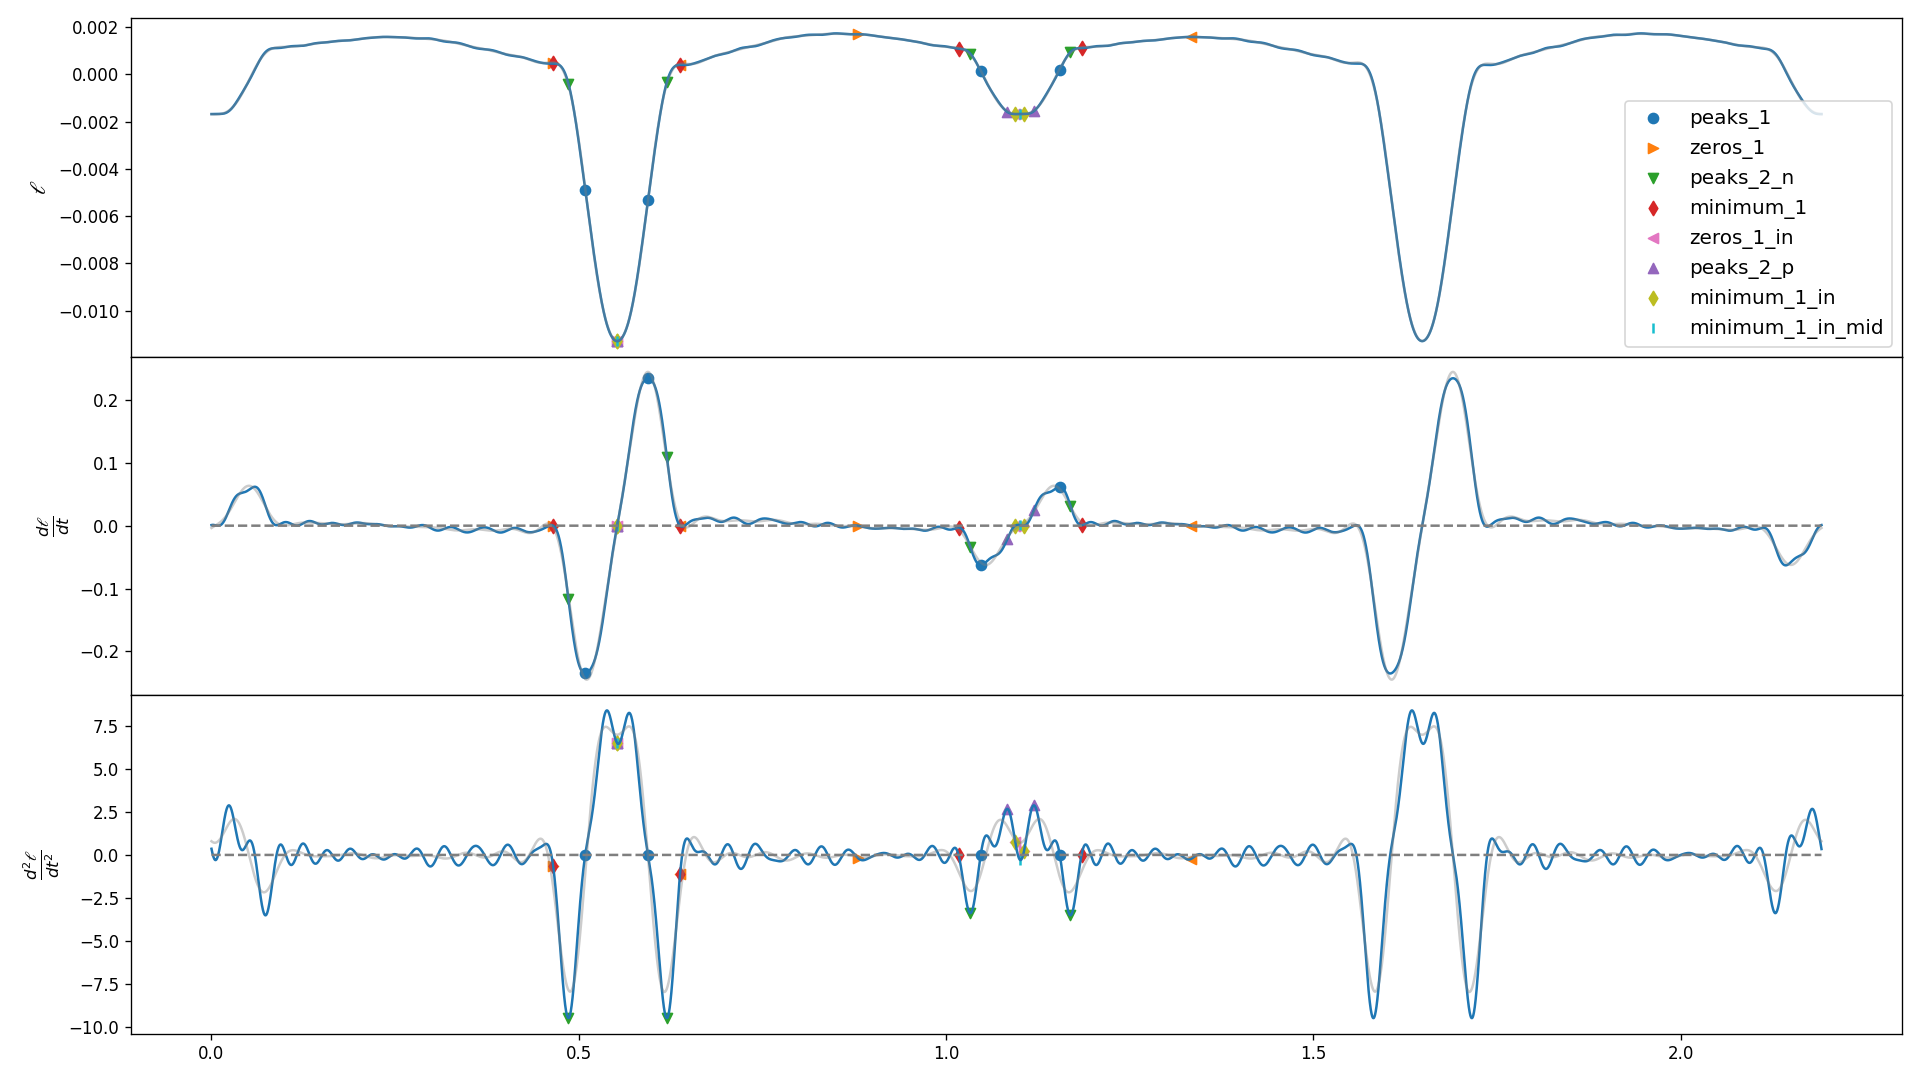 0.002
0.000
−0.002
−0.004
−0.006
−0.008
−0.010
ℓ
peaks_1
zeros_1
peaks_2_n
minimum_1
zeros_1_in
peaks_2_p
minimum_1_in
minimum_1_in_mid
0.2
0.1
0.0
−0.1
−0.2
dℓ
dt
7.5
5.0
2.5
0.0
−2.5
−5.0
−7.5
−10.0
d²ℓ
dt²
0.0 0.5 1.0 1.5 2.0